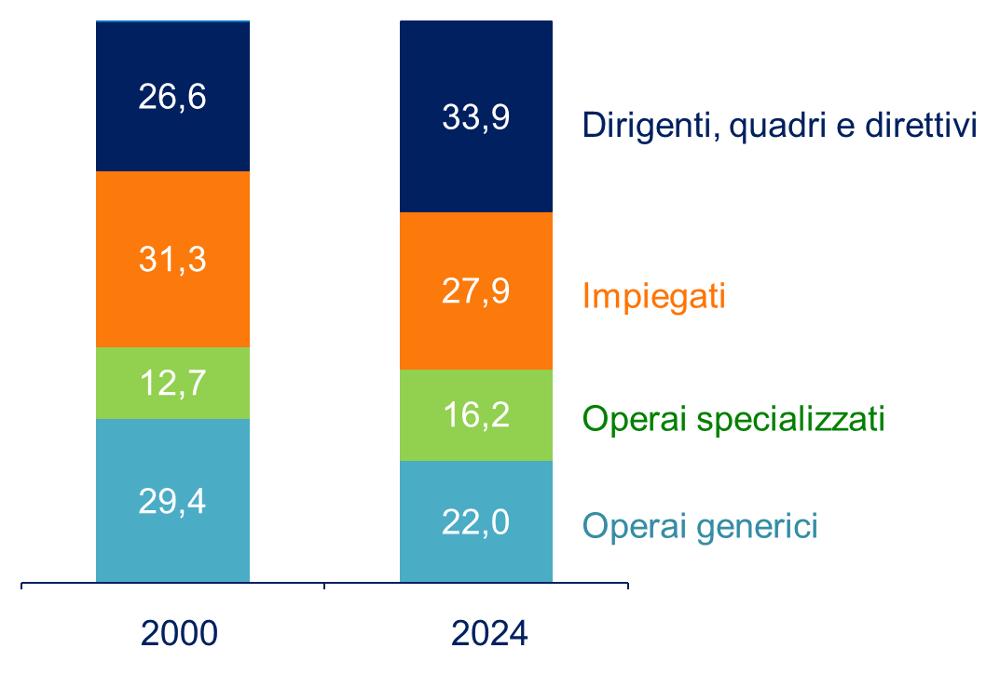 26,6
33,9
Dirigenti, quadri e direttivi
31,3
27,9
Impiegati
12,7
16,2
Operai specializzati
29,4
22,0
Operai generici
2000
2024